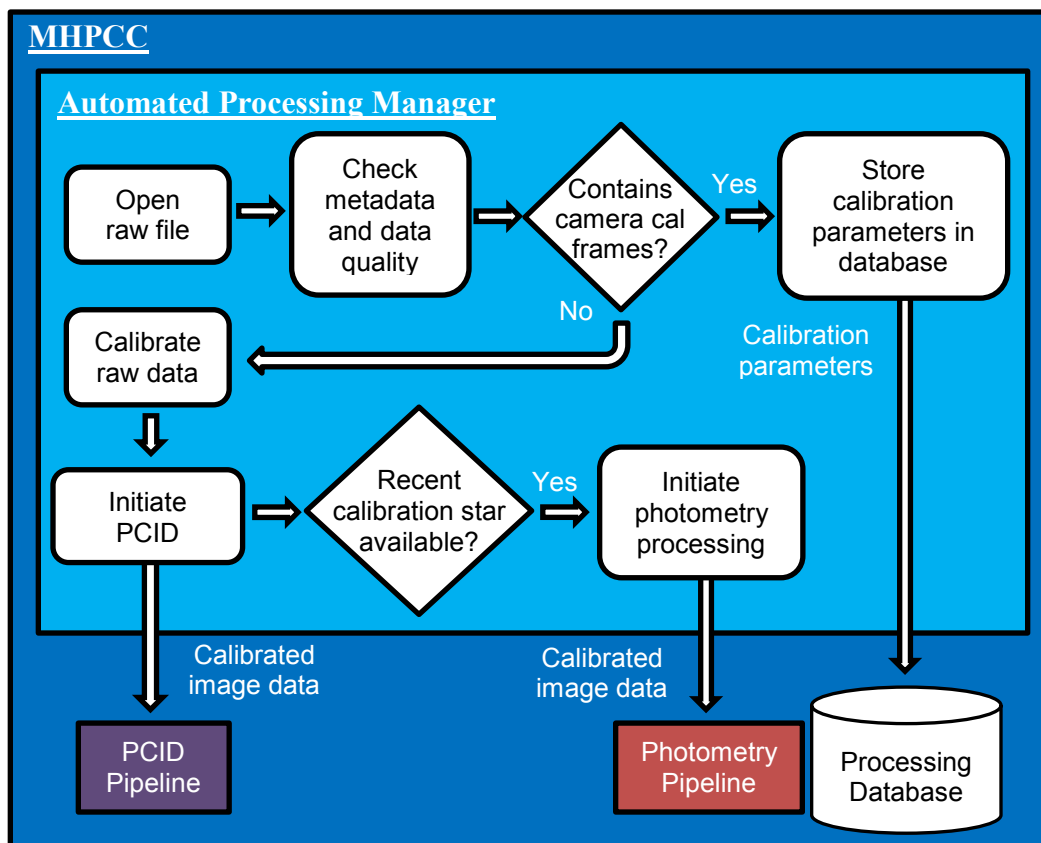 MHPCC
Automated Processing Manager
Open
raw file
Check
metadata
and data
quality
Contains
camera cal
frames?
Yes
Store
calibration
parameters in
database
No
Calibrate
raw data
Calibration
parameters
Initiate
PCID
Recent
calibration star
available?
Yes
Initiate
photometry
processing
Calibrated
image data
Calibrated
image data
PCID
Pipeline
Photometry
Pipeline
Processing
Database